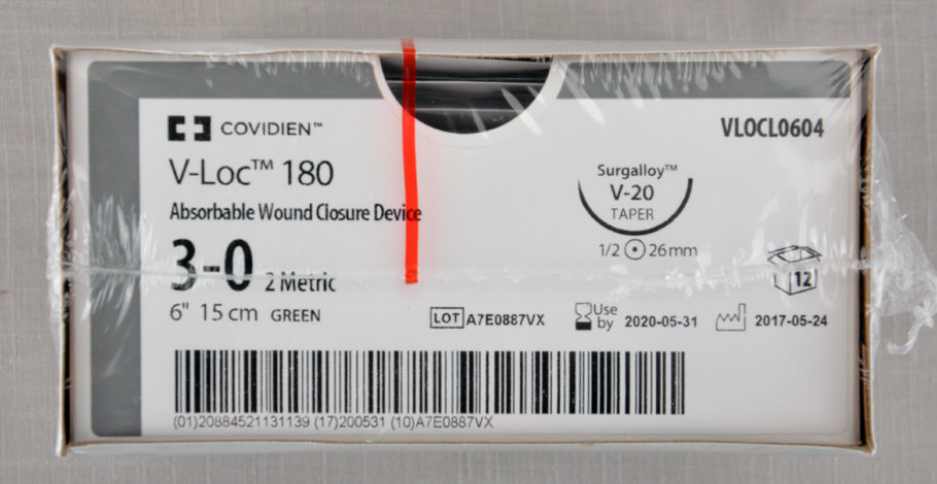 COVIDIEN™
VLOCL0604
V-Loc™ 180
Absorbable Wound Closure Device
3-0 2 Metric
6" 15 cm GREEN
Surgalloy™
V-20
TAPER
1/2 26mm
12
LOT A7E0887VX
Use by 2020-05-31
2017-05-24
(01)20884521131139 (17)200531 (10)A7E0887VX